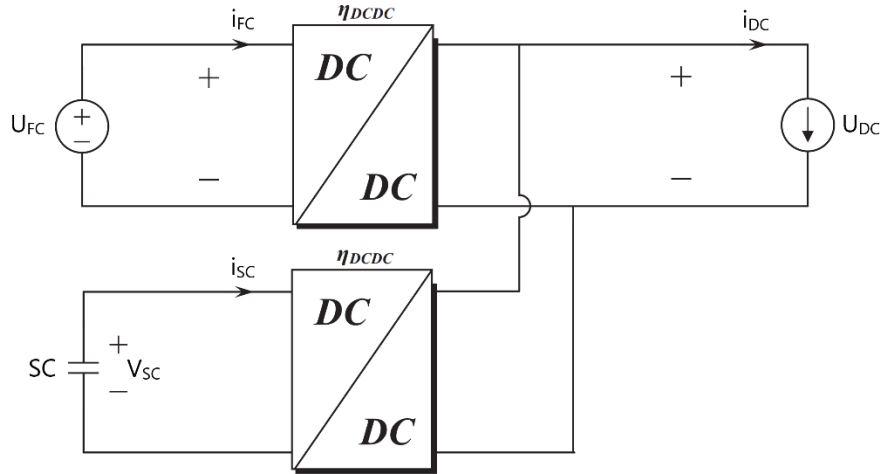 η_DCDC
i_FC
i_DC
DC
+
+
U_FC
+
−
U_DC
−
DC
−
η_DCDC
i_SC
DC
SC
+
V_SC
−
DC